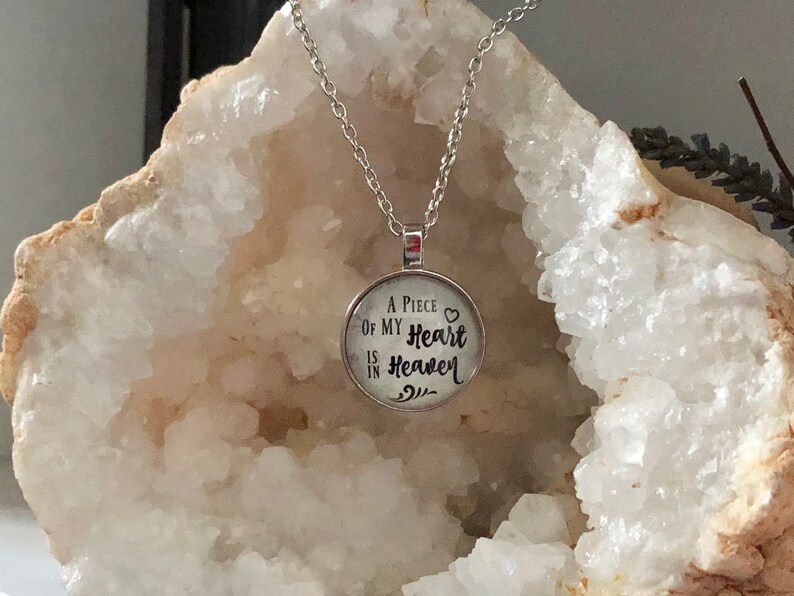 A PIECE
OF MY Heart
IS IN Heaven